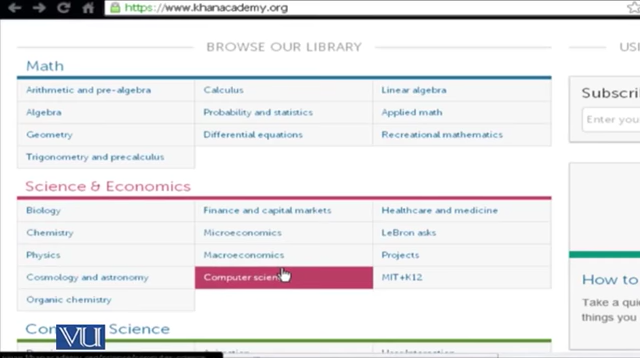 https://www.khanacademy.org
BROWSE OUR LIBRARY
Math
Arithmetic and pre-algebra Calculus Linear algebra
Algebra Probability and statistics Applied math
Geometry Differential equations Recreational mathematics
Trigonometry and precalculus
Science & Economics
Biology Finance and capital markets Healthcare and medicine
Chemistry Microeconomics LeBron asks
Physics Macroeconomics Projects
Cosmology and astronomy Computer scien MIT+K12
Organic chemistry
Science
VU
Subscri
Enter you
How to
Take a qui
things you